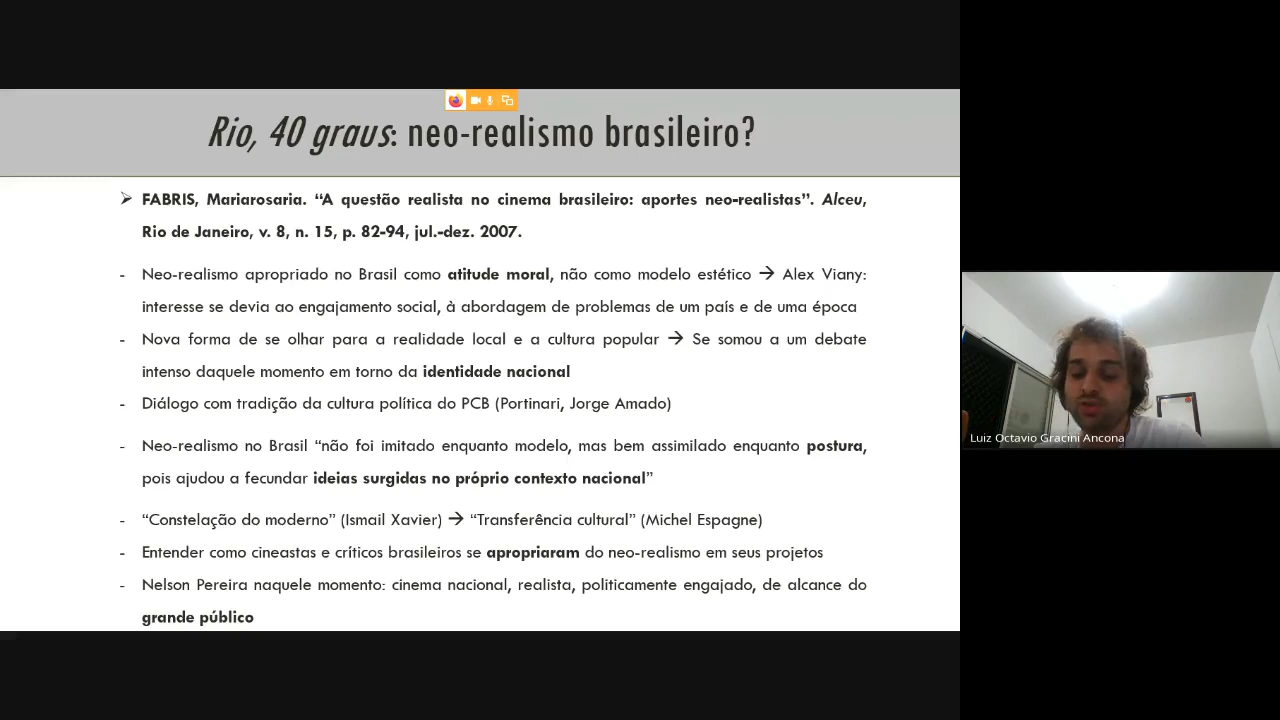 Rio, 40 graus: neo-realismo brasileiro?
FABRIS, Mariarosaria. “A questão realista no cinema brasileiro: aportes neo-realistas”. Alceu,
Rio de Janeiro, v. 8, n. 15, p. 82-94, jul.-dez. 2007.
- Neo-realismo apropriado no Brasil como atitude moral, não como modelo estético → Alex Viany:
interesse se devia ao engajamento social, à abordagem de problemas de um país e de uma época
- Nova forma de se olhar para a realidade local e a cultura popular → Se somou a um debate
intenso daquele momento em torno da identidade nacional
- Diálogo com tradição da cultura política do PCB (Portinari, Jorge Amado)
- Neo-realismo no Brasil “não foi imitado enquanto modelo, mas bem assimilado enquanto postura,
pois ajudou a fecundar ideias surgidas no próprio contexto nacional”
- “Constelação do moderno” (Ismail Xavier) → “Transferência cultural” (Michel Espagne)
- Entender como cineastas e críticos brasileiros se apropriaram do neo-realismo em seus projetos
- Nelson Pereira naquele momento: cinema nacional, realista, politicamente engajado, de alcance do
grande público
Luiz Octavio Gracini Ancona